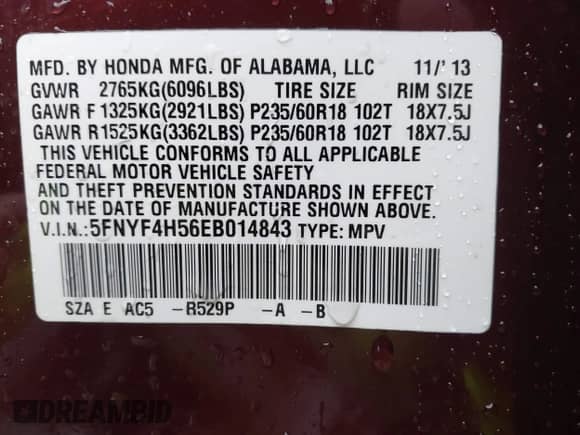 MFD. BY HONDA MFG. OF ALABAMA, LLC 11/'13
GVWR 2765KG(6096LBS) TIRE SIZE RIM SIZE
GAWR F 1325KG(2921LBS) P235/60R18 102T 18X7.5J
GAWR R 1525KG(3362LBS) P235/60R18 102T 18X7.5J
THIS VEHICLE CONFORMS TO ALL APPLICABLE
FEDERAL MOTOR VEHICLE SAFETY
AND THEFT PREVENTION STANDARDS IN EFFECT
ON THE DATE OF MANUFACTURE SHOWN ABOVE.
V.I.N.: 5FNYF4H56EB014843 TYPE: MPV
SZA E AC5 -R529P -A -B
DREAMBID